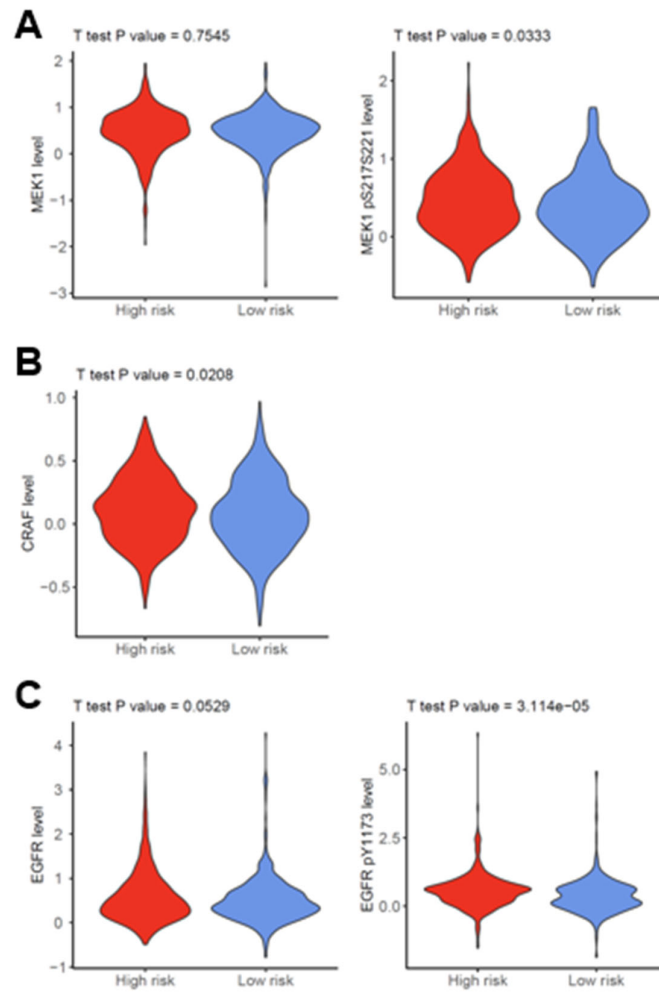 A
T test P value = 0.7545
MEK1 level
2
1
0
−1
−2
−3
High risk
Low risk
T test P value = 0.0333
MEK1 pS217S221 level
2
1
0
High risk
Low risk
B
T test P value = 0.0208
CRAF level
1.0
0.5
0.0
−0.5
High risk
Low risk
C
T test P value = 0.0529
EGFR level
4
3
2
1
0
−1
High risk
Low risk
T test P value = 3.114e−05
EGFR pY1173 level
5.0
2.5
0.0
High risk
Low risk